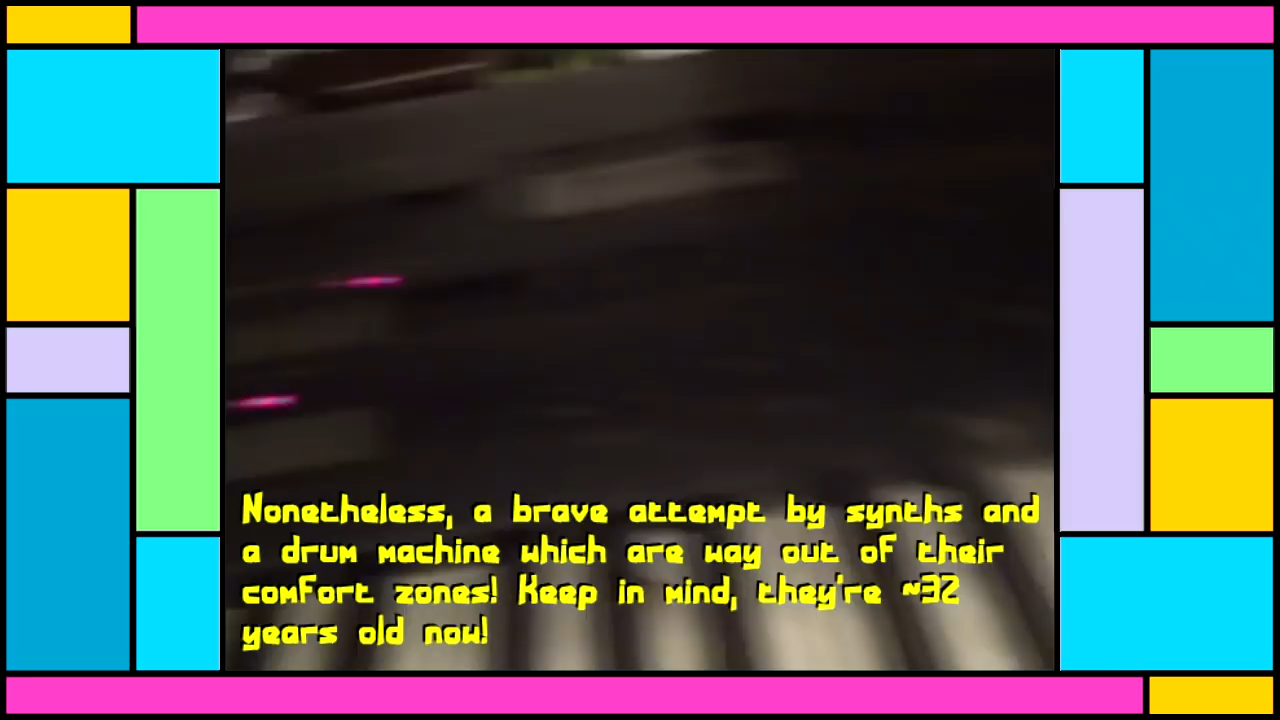 Nonetheless, a brave attempt by synths and
a drum machine which are way out of their
comfort zones! Keep in mind, they're ~32
years old now!